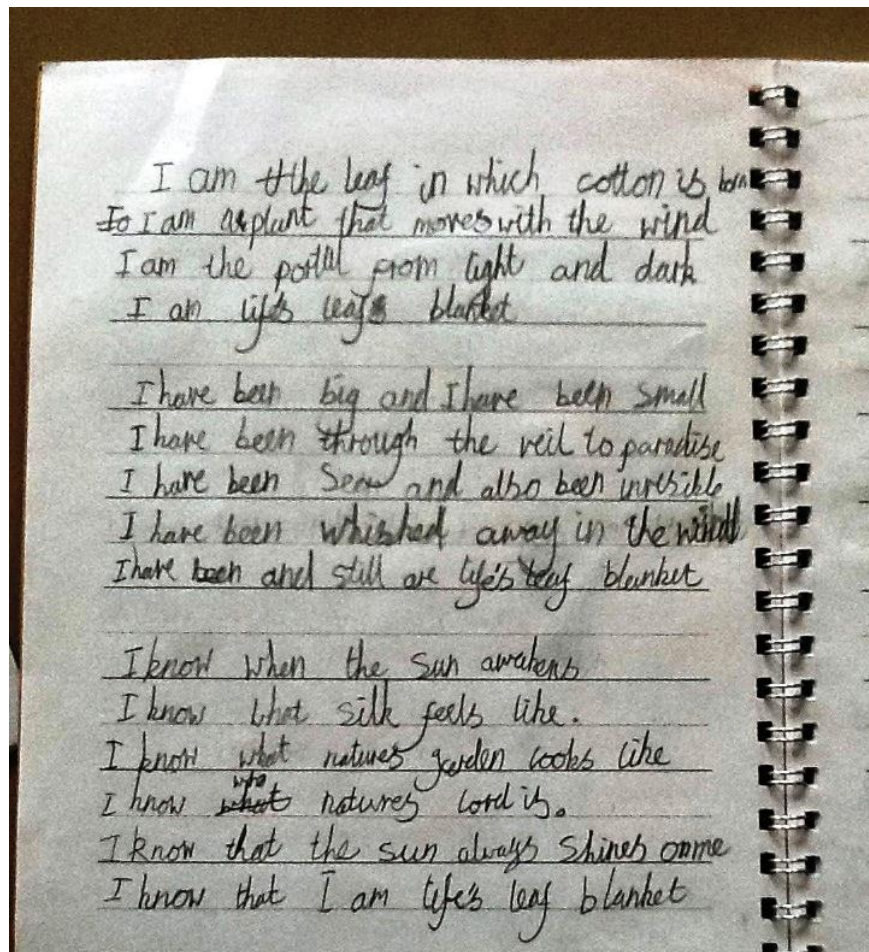 I am the leaf in which cotton is born
I am a plant that moves with the wind
I am the portal from light and dark
I am life's leaf blanket
I have been big and I have been small
I have been through the veil to paradise
I have been seen and also been invisible
I have been whished away in the wind
I have been and still are life's leaf blanket
I know when the sun awakens
I know what silk feels like.
I know what natures garden looks like
I know who natures lord is.
I know that the sun always shines on me
I know that I am life's leaf blanket